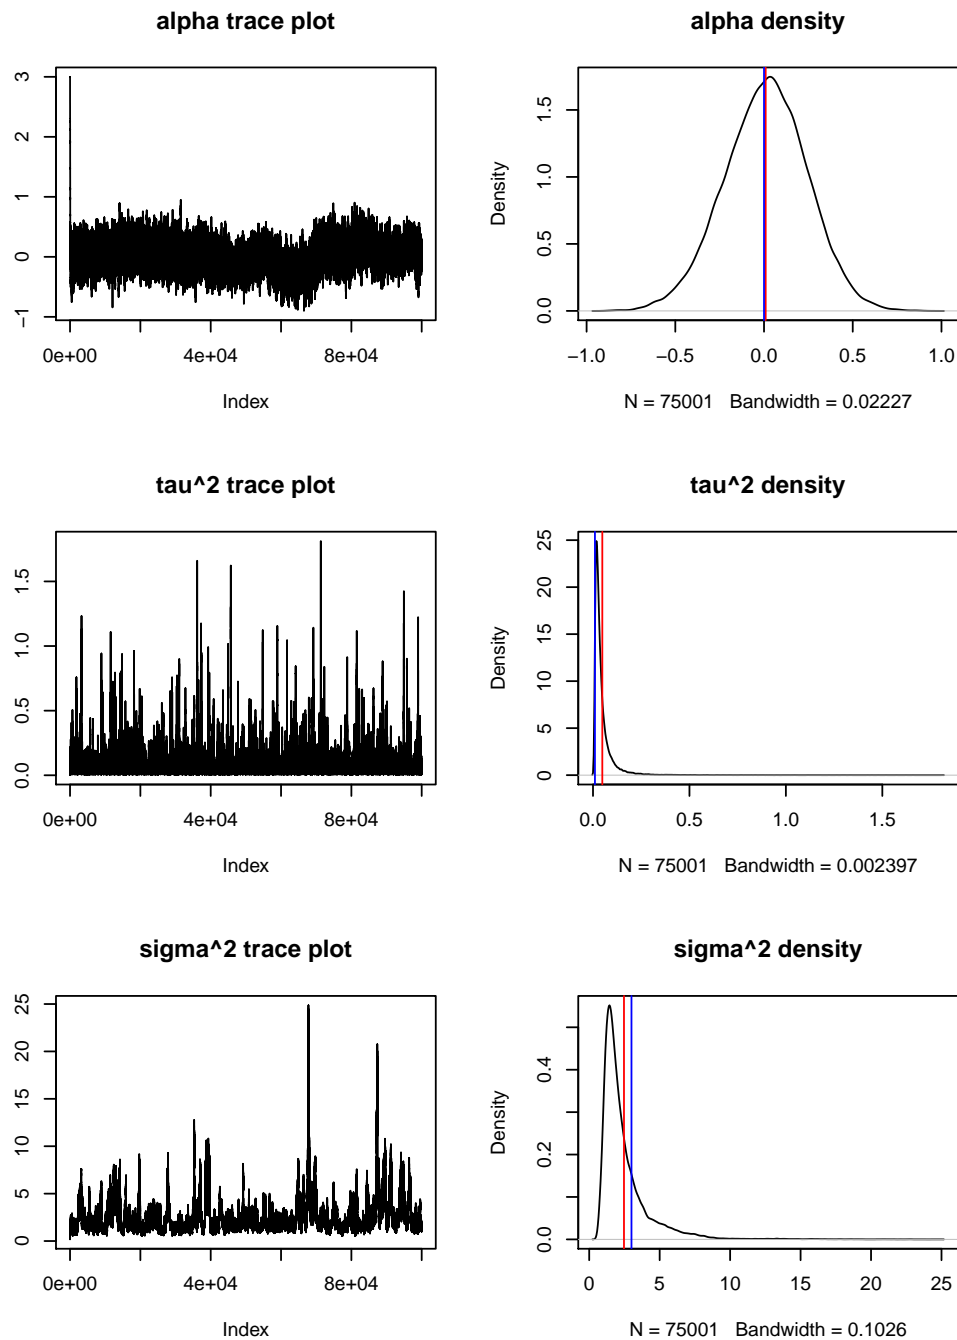 alpha trace plot
3
2
1
0
−1
0e+00 4e+04 8e+04
Index
alpha density
Density
1.5
1.0
0.5
0.0
−1.0 −0.5 0.0 0.5 1.0
N = 75001 Bandwidth = 0.02227
tau^2 trace plot
1.5
1.0
0.5
0.0
0e+00 4e+04 8e+04
Index
tau^2 density
Density
25
20
15
10
5
0
0.0 0.5 1.0 1.5
N = 75001 Bandwidth = 0.002397
sigma^2 trace plot
25
20
15
10
5
0
0e+00 4e+04 8e+04
Index
sigma^2 density
Density
0.4
0.2
0.0
0 5 10 15 20 25
N = 75001 Bandwidth = 0.1026